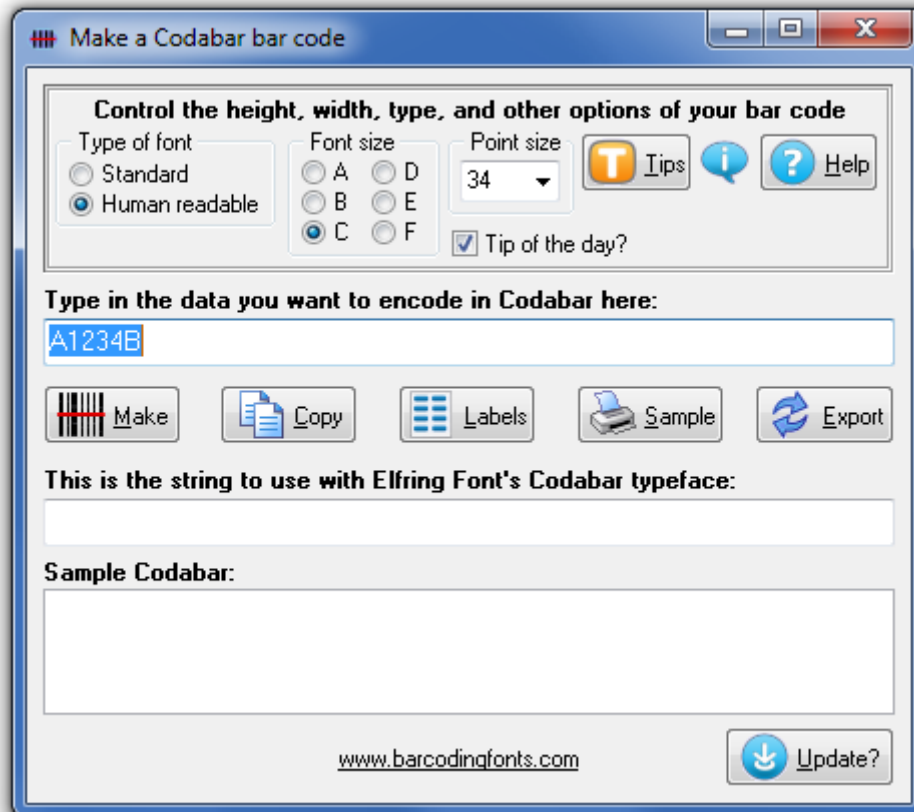 Make a Codabar bar code
Control the height, width, type, and other options of your bar code
Type of font
Standard
Human readable
Font size
A D
B E
C F
Point size
34
Tips
Help
Tip of the day?
Type in the data you want to encode in Codabar here:
A1234B
Make Copy Labels Sample Export
This is the string to use with Elfring Font's Codabar typeface:
Sample Codabar:
www.barcodingfonts.com
Update?